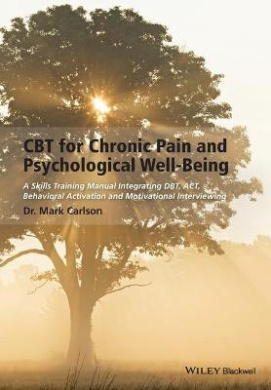 CBT for Chronic Pain and
Psychological Well-Being
A Skills Training Manual Integrating DBT, ACT,
Behavioral Activation and Motivational Interviewing
Dr. Mark Carlson
WILEY Blackwell